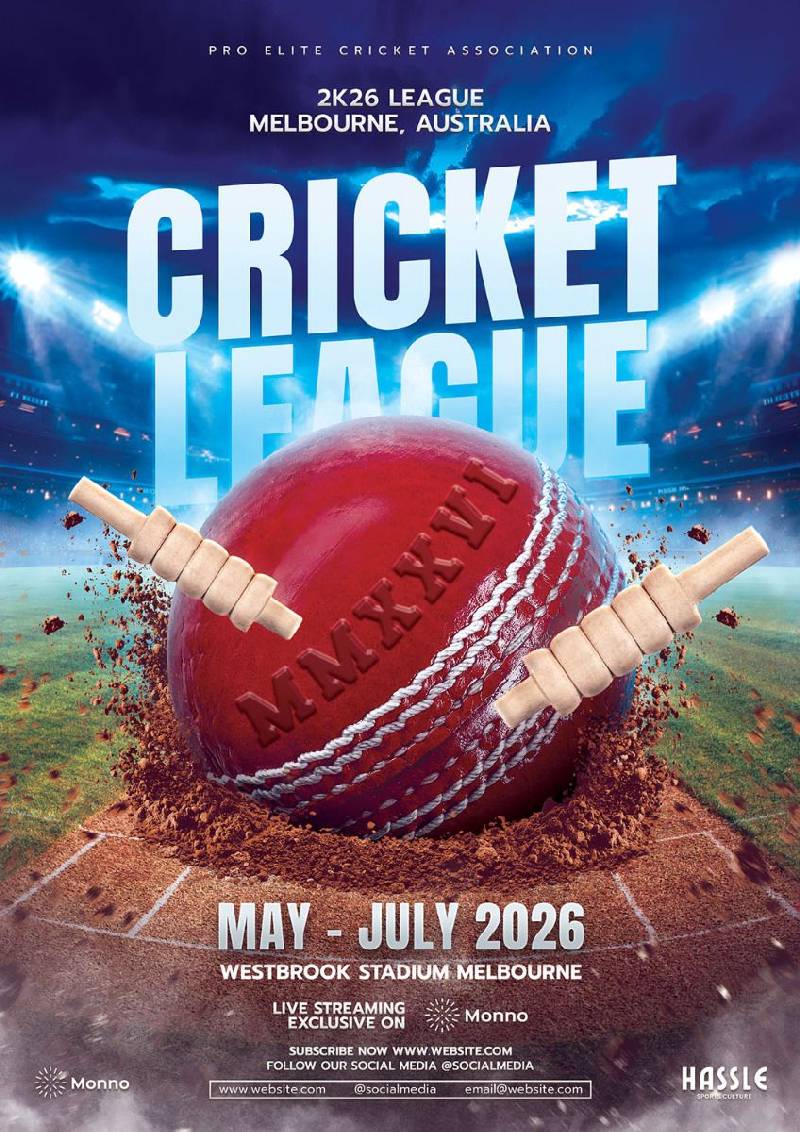 PRO ELITE CRICKET ASSOCIATION
2K26 LEAGUE
MELBOURNE, AUSTRALIA
CRICKET
LEAGUE
MMXXVI
MAY - JULY 2026
WESTBROOK STADIUM MELBOURNE
LIVE STREAMING
EXCLUSIVE ON
Monno
SUBSCRIBE NOW WWW.WEBSITE.COM
FOLLOW OUR SOCIAL MEDIA @SOCIALMEDIA
www.website.com @socialmedia email@website.com
Monno
HASSLE
SPORTS CULTURE